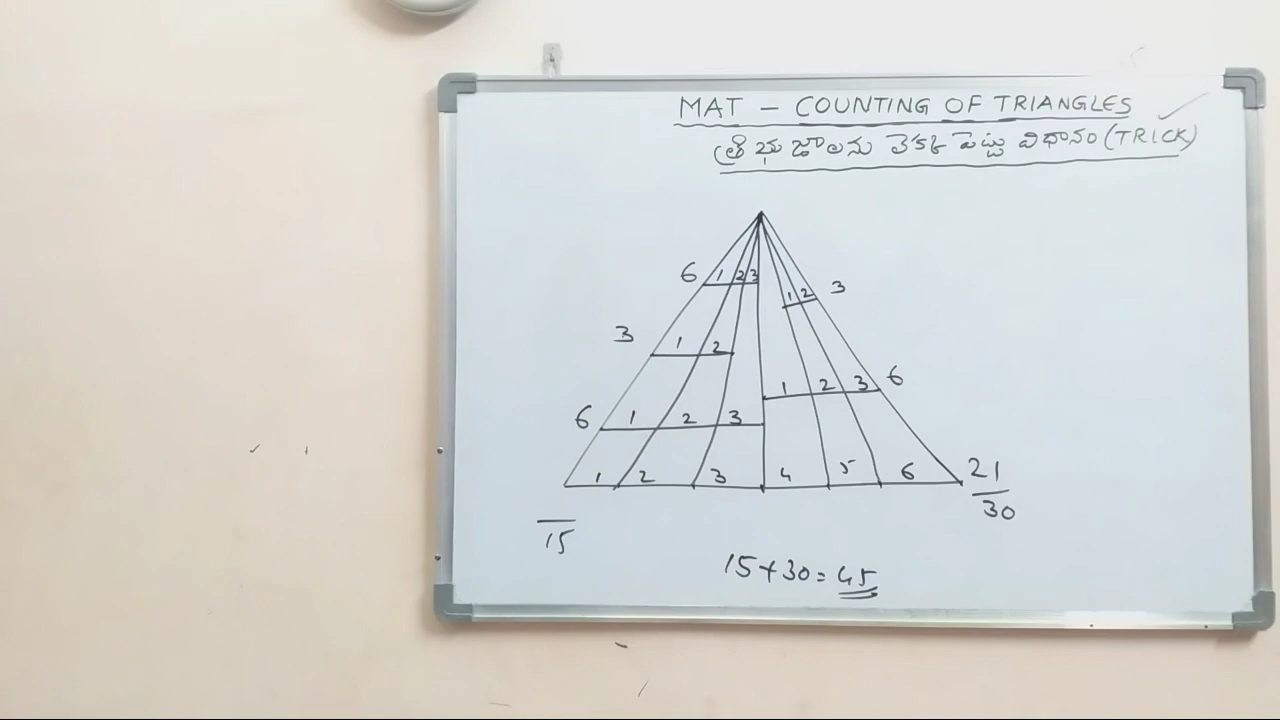 MAT – COUNTING OF TRIANGLES
త్రిభుజాలను లెక్క పెట్టు విధానం (TRICK)
6 1 2 3
1 2 3
3 1 2
1 2 3 6
6 1 2 3
1 2 3 4 5 6 21
30
15
15+30=45